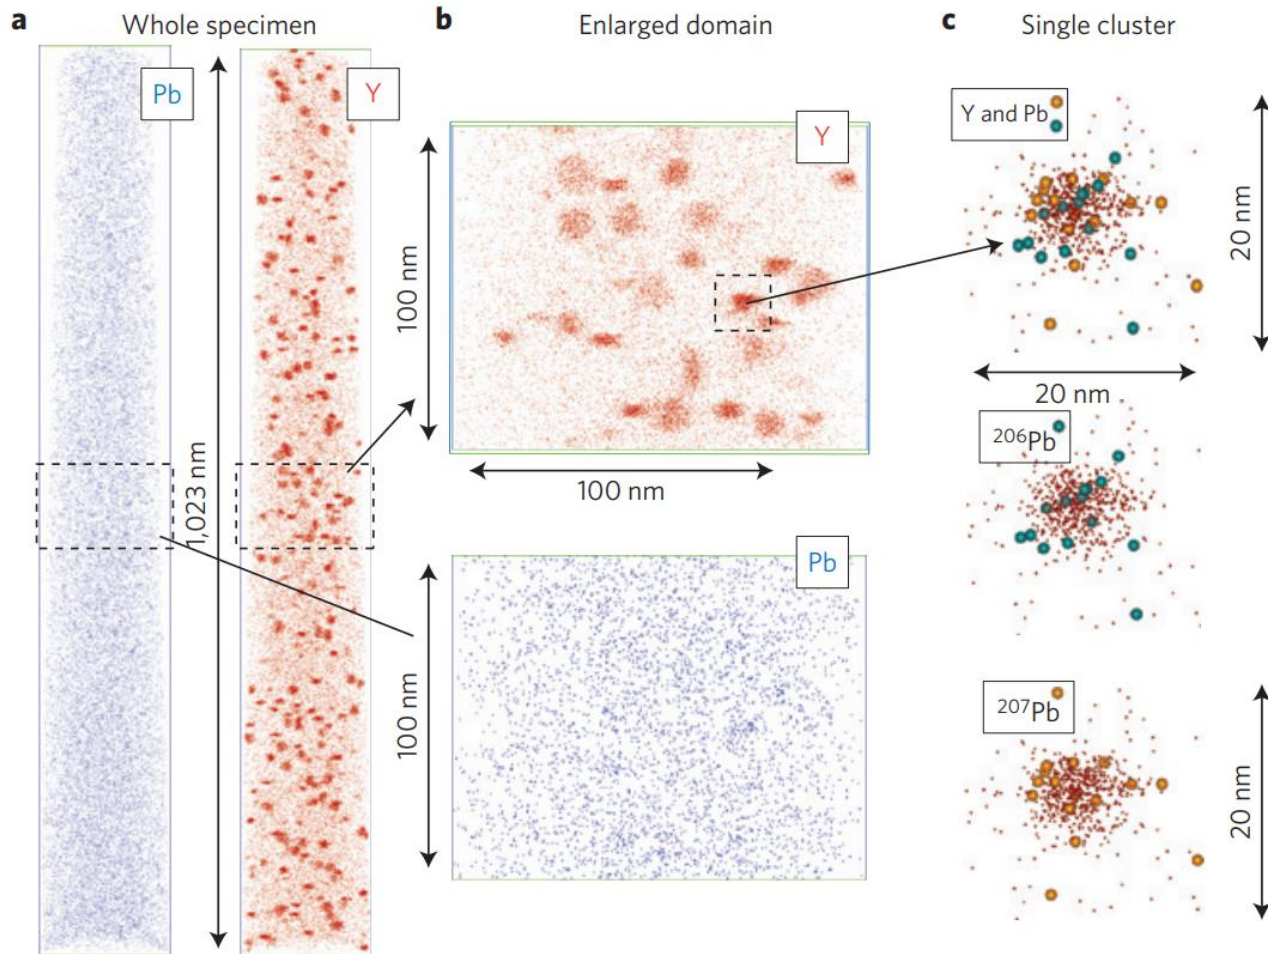 a Whole specimen
Pb
Y
1,023 nm
b Enlarged domain
Y
100 nm
100 nm
Pb
100 nm
c Single cluster
Y and Pb
20 nm
20 nm
²⁰⁶Pb
²⁰⁷Pb
20 nm